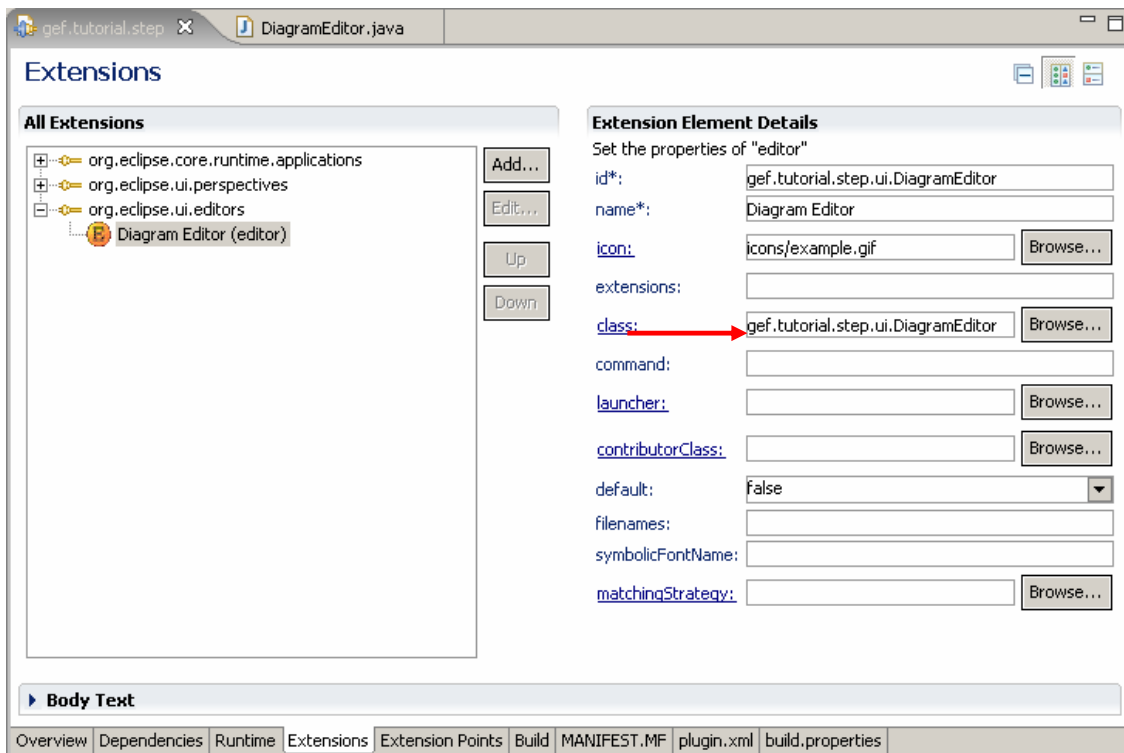 gef.tutorial.step DiagramEditor.java
Extensions
All Extensions
org.eclipse.core.runtime.applications
org.eclipse.ui.perspectives
org.eclipse.ui.editors
Diagram Editor (editor)
Add...
Edit...
Up
Down
Extension Element Details
Set the properties of "editor"
id*: gef.tutorial.step.ui.DiagramEditor
name*: Diagram Editor
icon: icons/example.gif Browse...
extensions:
class: gef.tutorial.step.ui.DiagramEditor Browse...
command:
launcher: Browse...
contributorClass: Browse...
default: false
filenames:
symbolicFontName:
matchingStrategy: Browse...
Body Text
Overview Dependencies Runtime Extensions Extension Points Build MANIFEST.MF plugin.xml build.properties